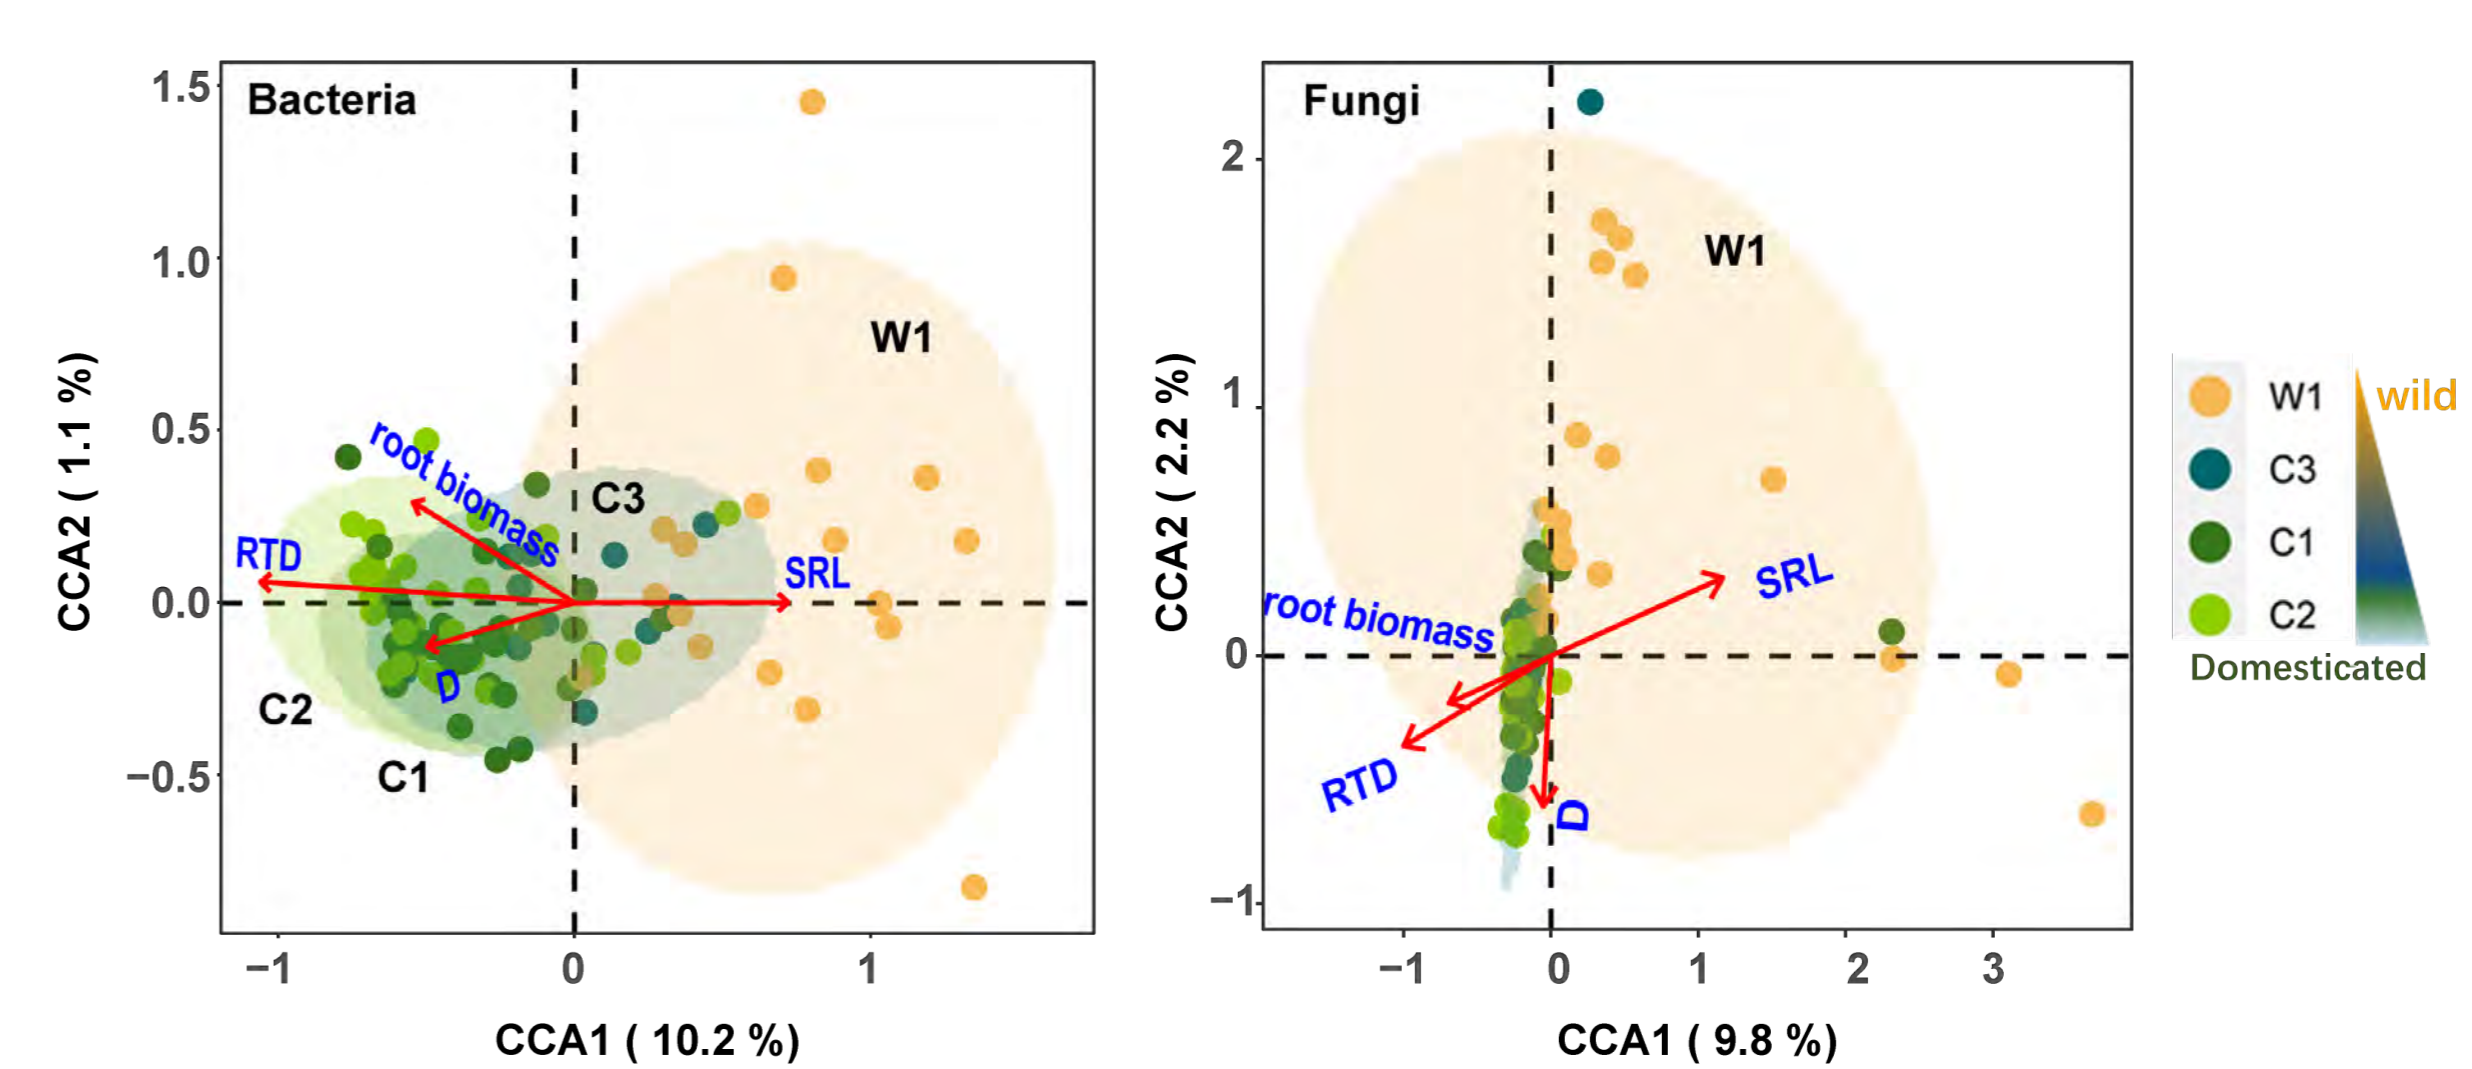 Bacteria
1.5
1.0
0.5
0.0
−0.5
CCA2 ( 1.1 %)
W1
C3
root biomass
RTD
SRL
D
C2
C1
−1
0
1
CCA1 ( 10.2 %)
Fungi
2
1
0
−1
CCA2 ( 2.2 %)
W1
SRL
root biomass
RTD
D
−1
0
1
2
3
CCA1 ( 9.8 %)
W1
wild
C3
C1
C2
Domesticated